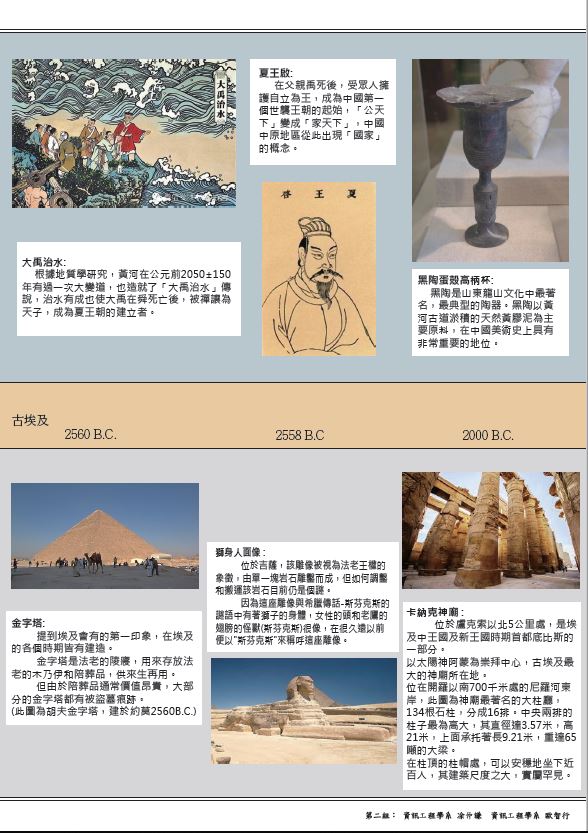 大禹治水
大禹治水:
根據地質學研究，黃河在公元前2050±150
年有過一次大變道，也造就了「大禹治水」傳
說，治水有成也使大禹在舜死亡後，被禪讓為
天子，成為夏王朝的建立者。
夏王啟:
在父親禹死後，受眾人擁
護自立為王，成為中國第一
個世襲王朝的起始，「公天
下」變成「家天下」，中國
中原地區從此出現「國家」
的概念。
啓 王 夏
黑陶蛋殼高柄杯:
黑陶是山東龍山文化中最著
名，最典型的陶器。黑陶以黃
河古道淤積的天然黃膠泥為主
要原料，在中國美術史上具有
非常重要的地位。
古埃及
2560 B.C.
2558 B.C
2000 B.C.
金字塔:
提到埃及會有的第一印象，在埃及
的各個時期皆有建造。
金字塔是法老的陵寢，用來存放法
老的木乃伊和陪葬品，供來生再用。
但由於陪葬品通常價值昂貴，大部
分的金字塔都有被盜墓痕跡。
(此圖為胡夫金字塔，建於約莫2560B.C.)
獅身人面像:
位於吉薩，該雕像被視為法老王權的
象徵，由單一塊岩石雕鑿而成，但如何調鑿
和搬運該岩石目前仍是個謎。
因為這座雕像與希臘傳話-斯芬克斯的
謎語中有著獅子的身體，女性的頭和老鷹的
翅膀的怪獸(斯芬克斯)很像，在很久遠以前
便以"斯芬克斯"來稱呼這座雕像。
卡納克神廟:
位於盧克索以北5公里處，是埃
及中王國及新王國時期首都底比斯的
一部分。
以太陽神阿蒙為崇拜中心，古埃及最
大的神廟所在地。
位在開羅以南700千米處的尼羅河東
岸，此圖為神廟最著名的大柱廳，
134根石柱，分成16排。中央兩排的
柱子最為高大，其直徑達3.57米，高
21米，上面承托著長9.21米，重達65
噸的大梁。
在柱頂的柱帽處，可以安穩地坐下近
百人，其建築尺度之大，實屬罕見。
第二組： 資訊工程學系 涂竹謙 資訊工程學系 歐智行